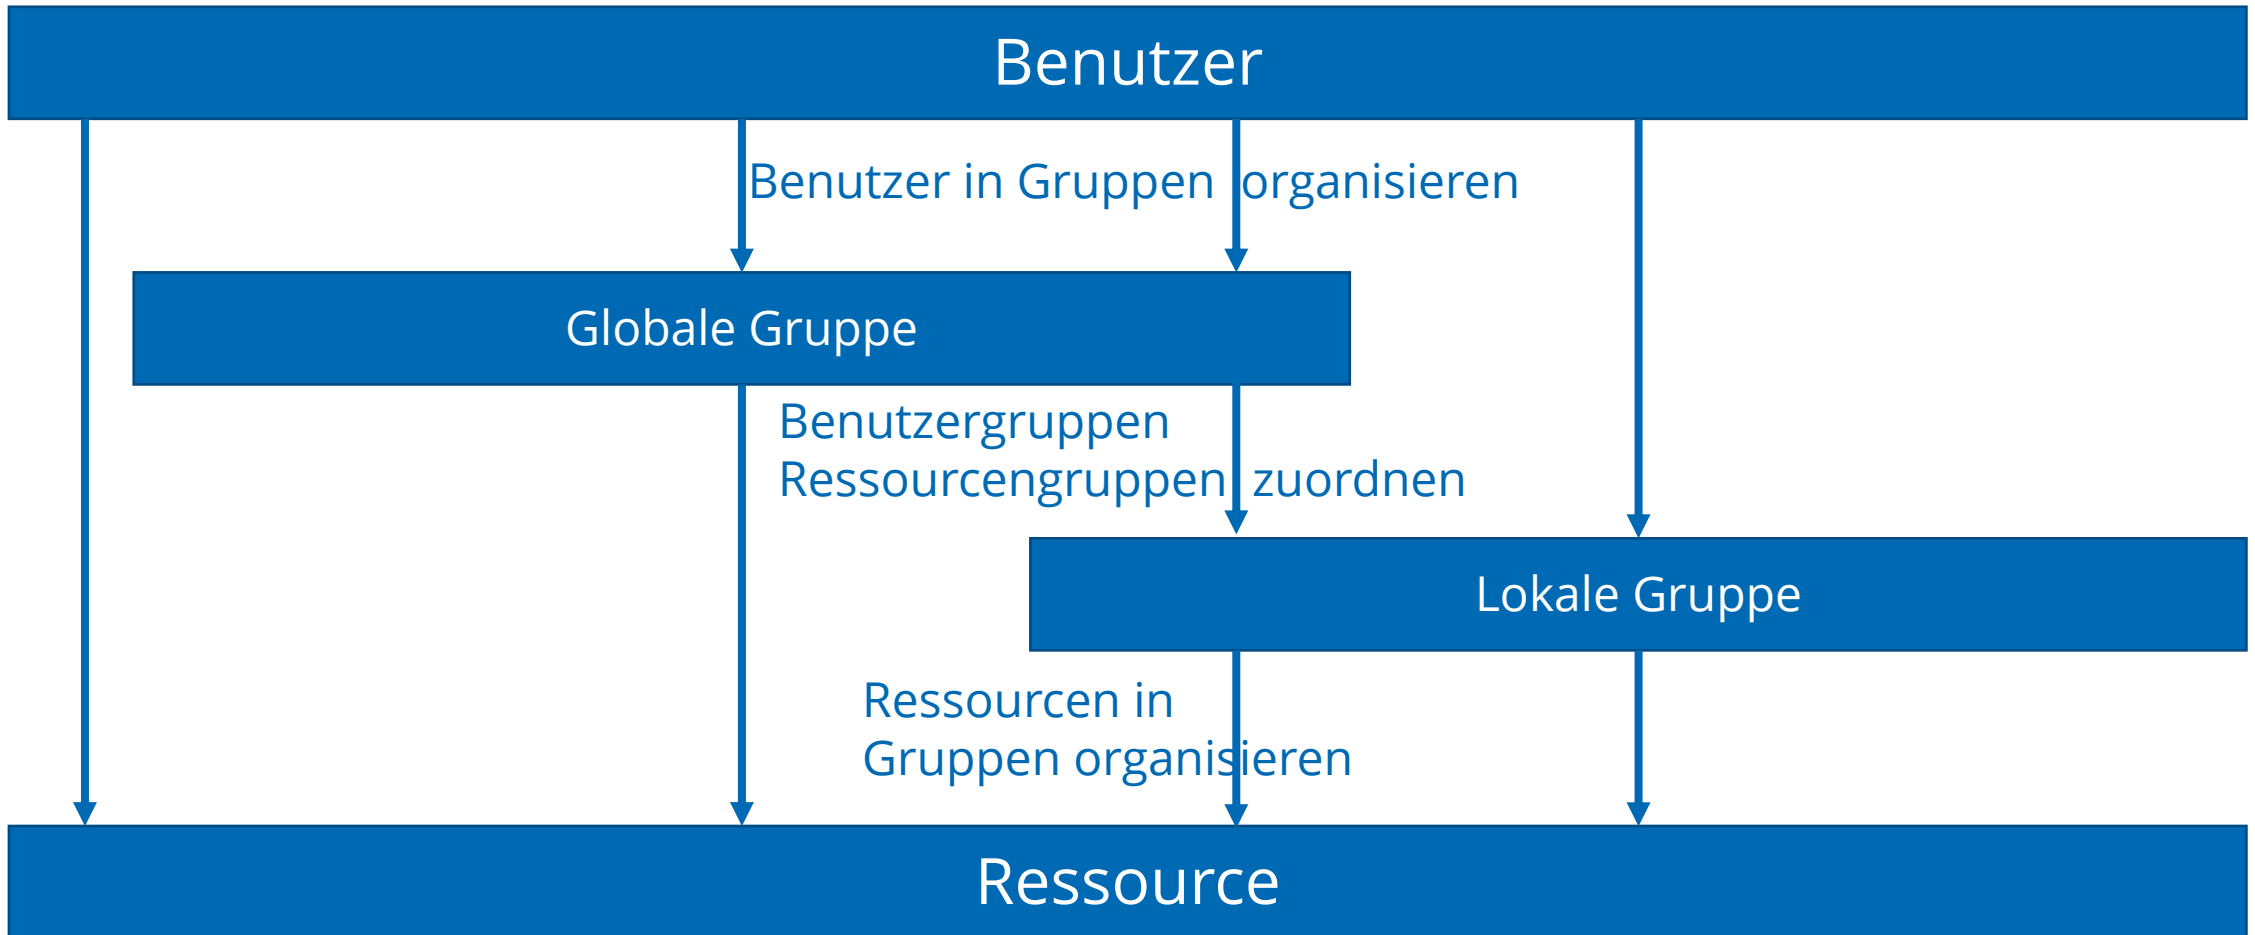 Benutzer
Benutzer in Gruppen organisieren
Globale Gruppe
Benutzergruppen
Ressourcengruppen zuordnen
Lokale Gruppe
Ressourcen in
Gruppen organisieren
Ressource